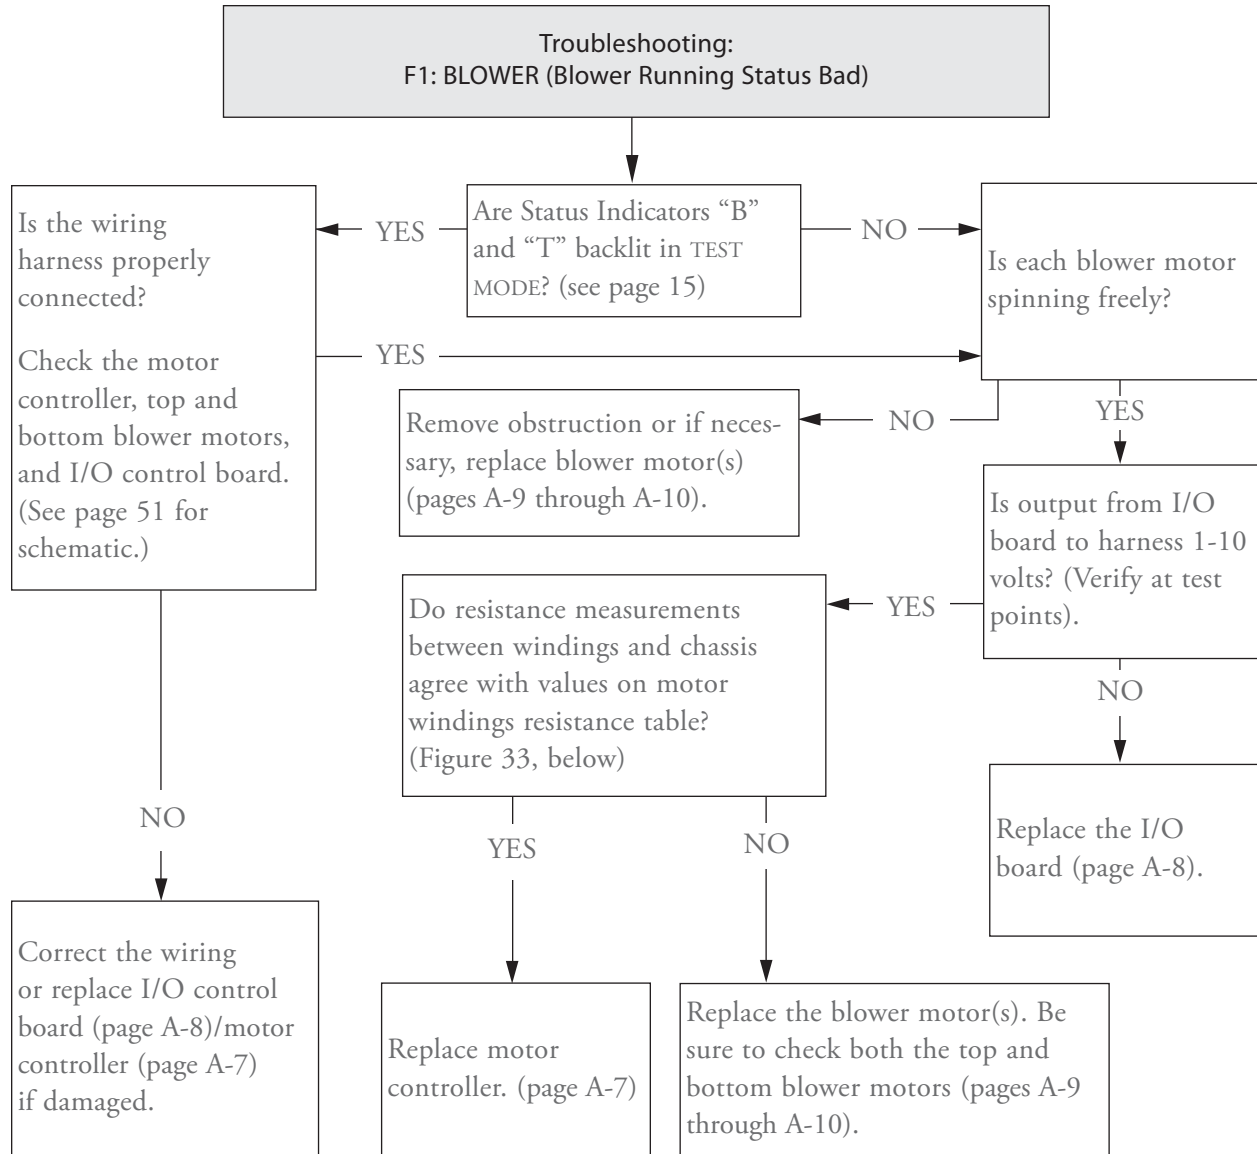 Troubleshooting:
F1: BLOWER (Blower Running Status Bad)
Are Status Indicators “B”
and “T” backlit in TEST
MODE? (see page 15)
YES
NO
Is the wiring
harness properly
connected?
Check the motor
controller, top and
bottom blower motors,
and I/O control board.
(See page 51 for
schematic.)
YES
Is each blower motor
spinning freely?
NO
YES
Remove obstruction or if neces-
sary, replace blower motor(s)
(pages A-9 through A-10).
Is output from I/O
board to harness 1-10
volts? (Verify at test
points).
YES
NO
Do resistance measurements
between windings and chassis
agree with values on motor
windings resistance table?
(Figure 33, below)
Replace the I/O
board (page A-8).
NO
YES
NO
Correct the wiring
or replace I/O control
board (page A-8)/motor
controller (page A-7)
if damaged.
Replace motor
controller. (page A-7)
Replace the blower motor(s). Be
sure to check both the top and
bottom blower motors (pages A-9
through A-10).